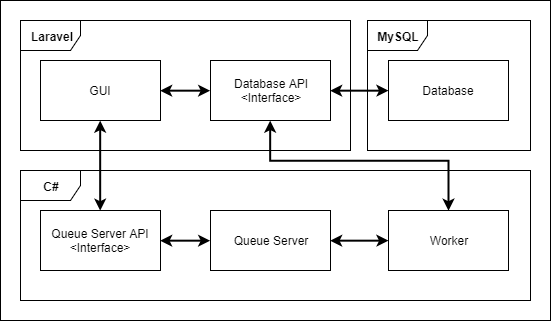 Laravel
MySQL
GUI
Database API
<Interface>
Database
C#
Queue Server API
<Interface>
Queue Server
Worker